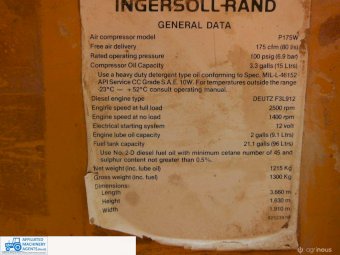 INGERSOLL-RAND
GENERAL DATA
Air compressor model P175W
Free air delivery 175 cfm (80 l/s)
Rated operating pressure 100 psig (6.9 bar)
Compressor Oil Capacity 3.3 galls (15 Ltrs)
Use a heavy duty detergent type oil conforming to Spec. MIL-L-46152
API Service CC Grade S.A.E. 10W. For temperatures outside the range
-23°C — + 52°C consult operating manual.
Diesel engine type DEUTZ F3L912
Engine speed at full load 2500 rpm
Engine speed at no load 1400 rpm
Electrical starting system 12 volt
Engine lube oil capacity 2 galls (9.1 Ltrs)
Fuel tank capacity 21.1 galls (96 Ltrs)
Use No. 2-D diesel fuel oil with minimum cetane number of 45 and
sulphur content not greater than 0.5%.
Net weight (inc. lube oil) 1215 Kg
Gross weight (inc. fuel) 1300 Kg
Dimensions:
Length 3.660 m
Height 1.630 m
Width 1.910 m
AFFILIATED
MACHINERY
AGENTS
agrineous